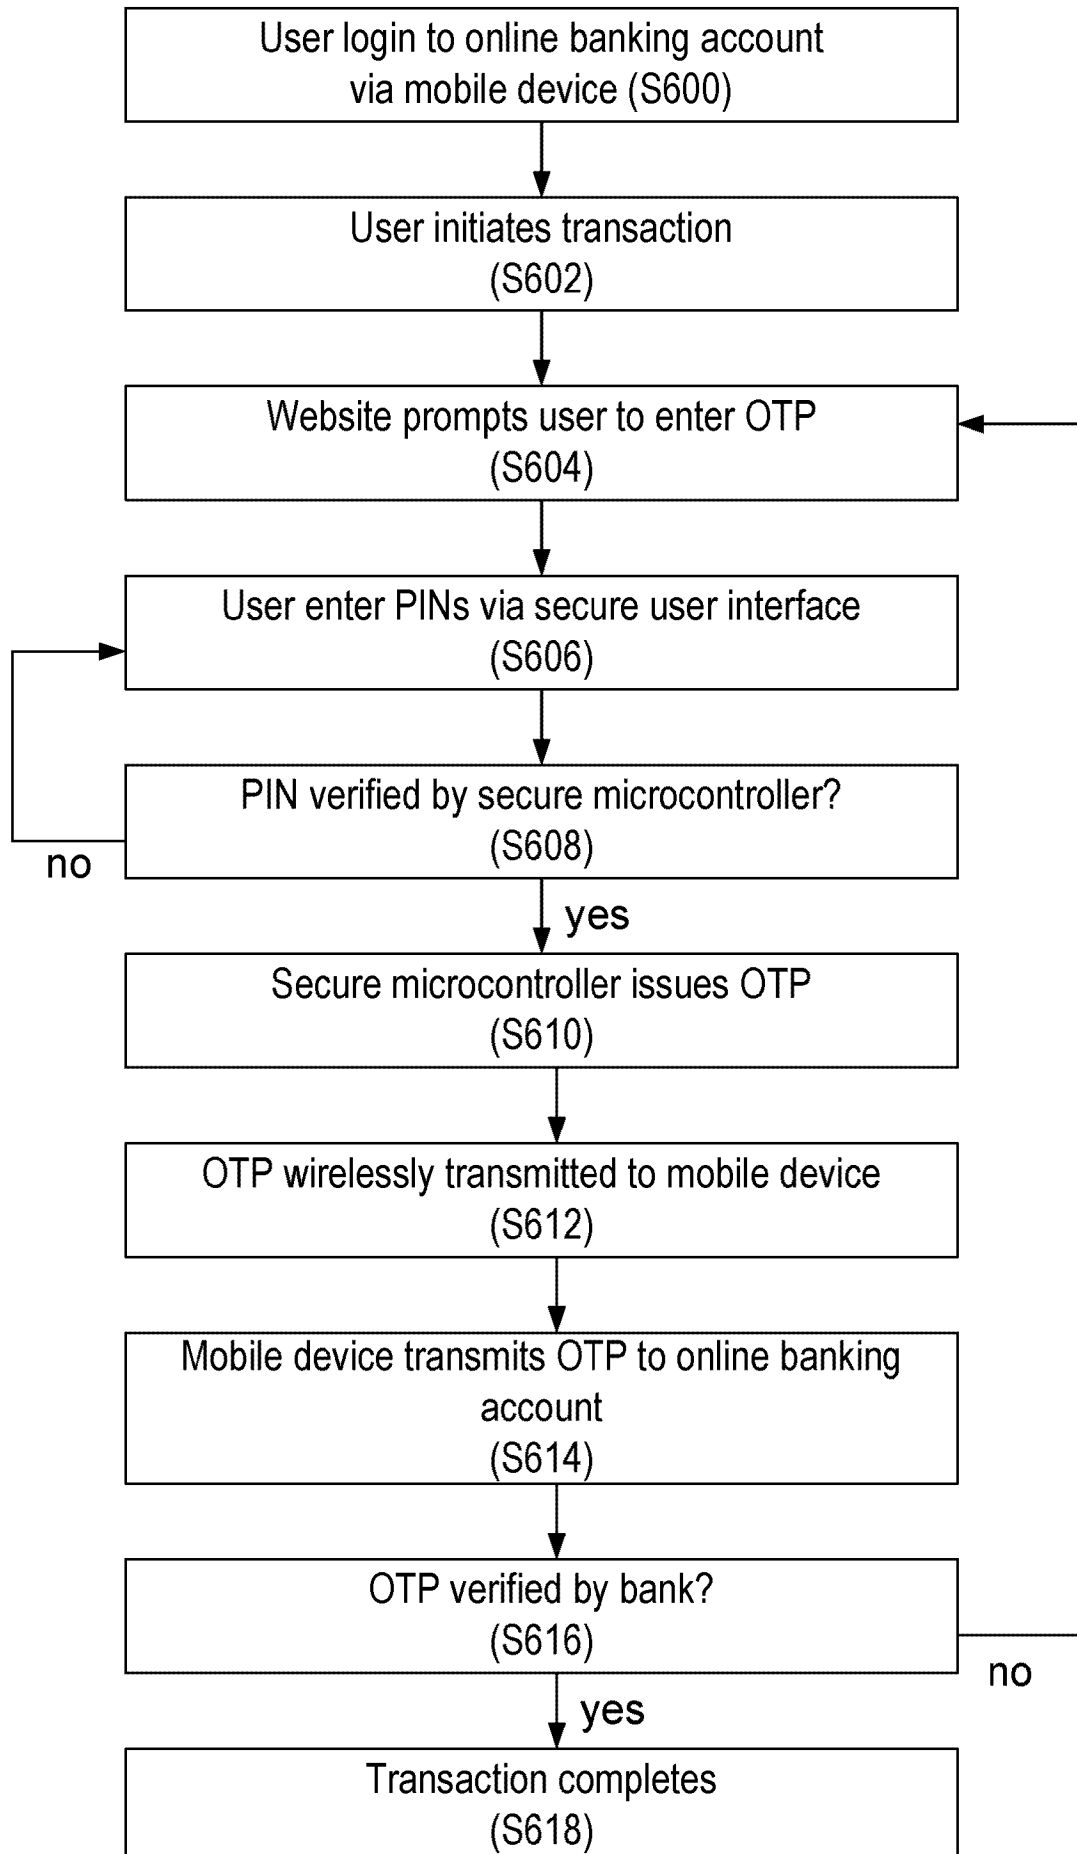 User login to online banking account
via mobile device (S600)
User initiates transaction
(S602)
Website prompts user to enter OTP
(S604)
User enter PINs via secure user interface
(S606)
PIN verified by secure microcontroller?
(S608)
no
yes
Secure microcontroller issues OTP
(S610)
OTP wirelessly transmitted to mobile device
(S612)
Mobile device transmits OTP to online banking
account
(S614)
OTP verified by bank?
(S616)
no
yes
Transaction completes
(S618)